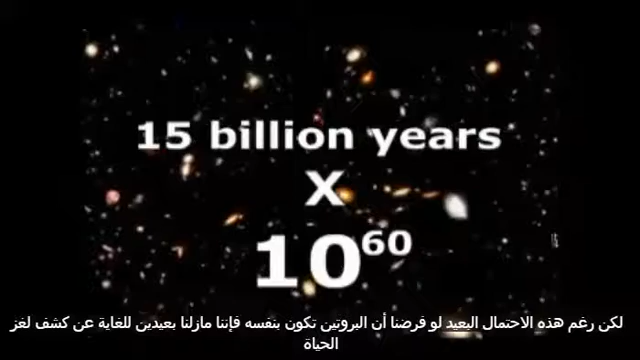 15 billion years
X
10⁶⁰
لكن رغم هذه الاحتمال البعيد لو فرضنا أن البروتين تكون بنفسه فإننا مازلنا بعيدين للغاية عن كشف لغز
الحياة